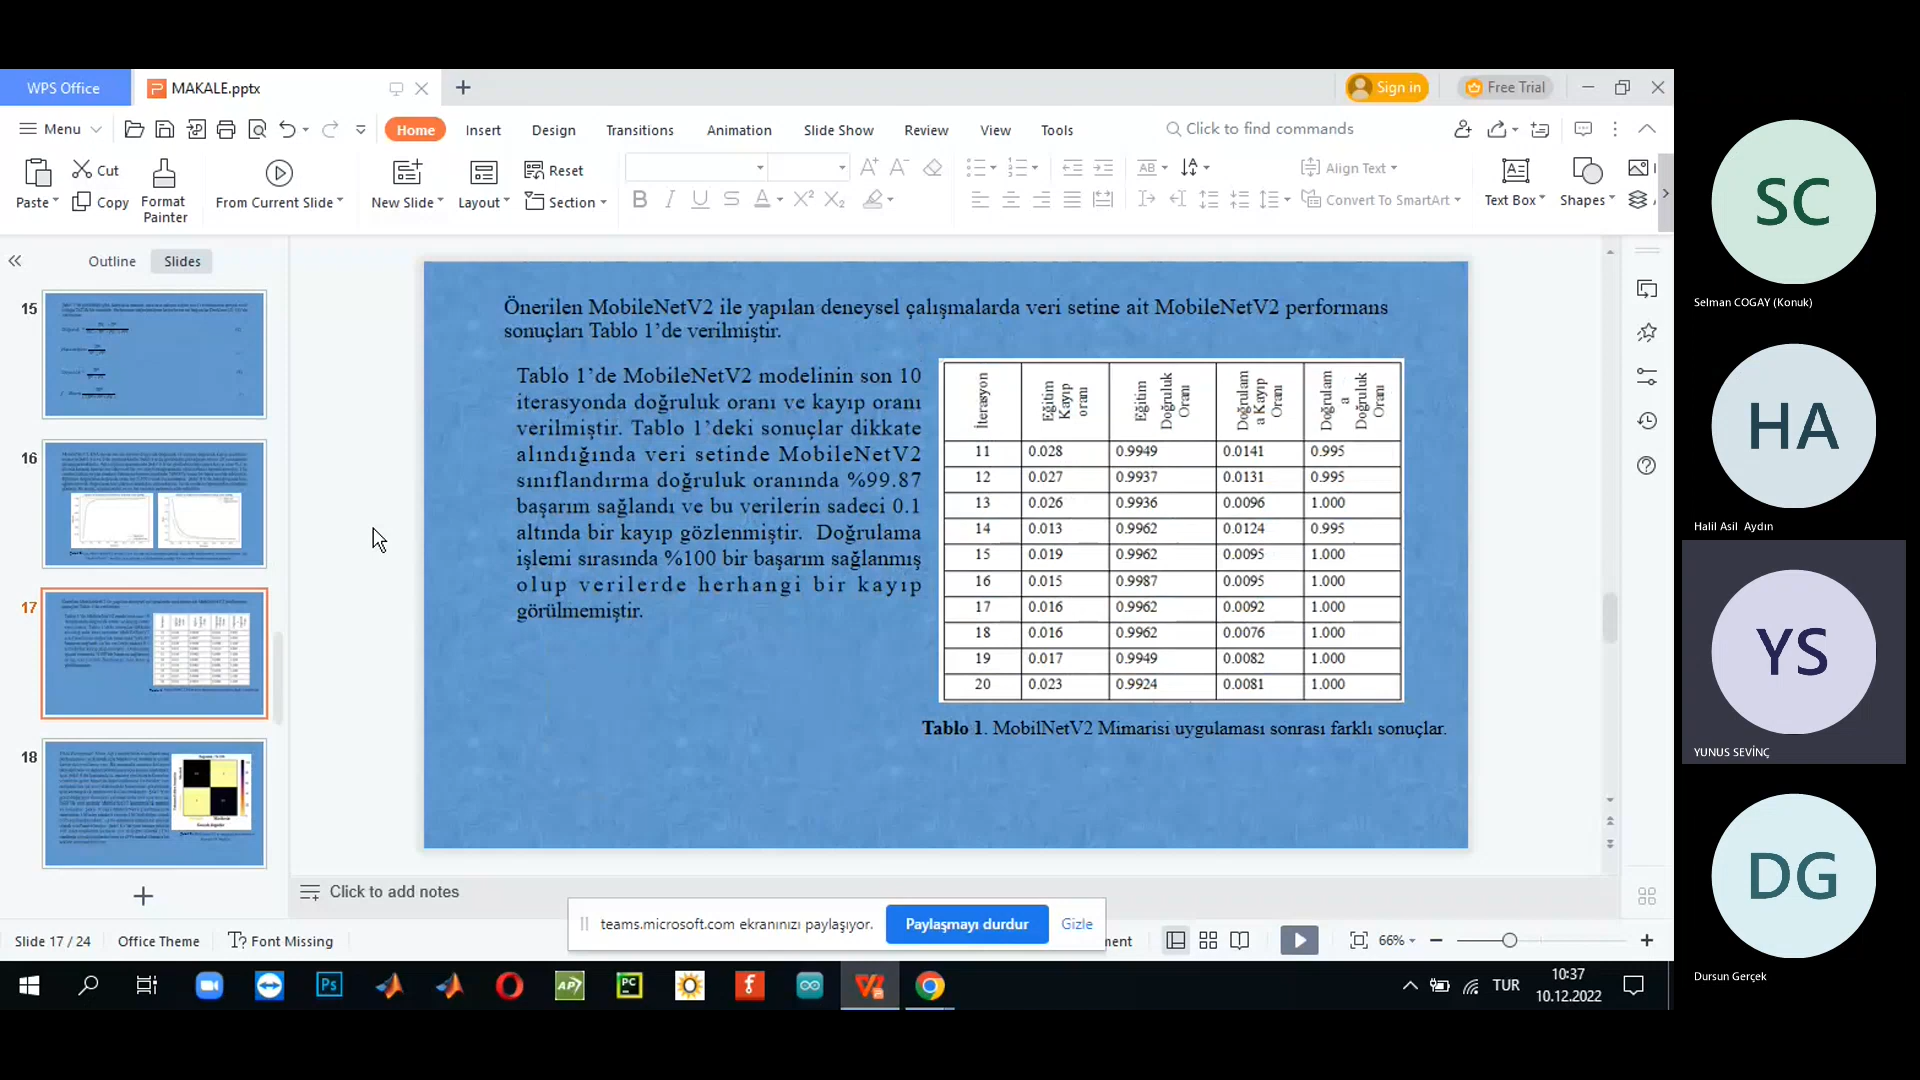 WPS Office
MAKALE.pptx
Sign in
Free Trial
Menu
Home
Insert
Design
Transitions
Animation
Slide Show
Review
View
Tools
Click to find commands
Paste
Cut
Copy
Format Painter
From Current Slide
New Slide
Layout
Reset
Section
Align Text
Convert To SmartArt
Text Box
Shapes
Outline
Slides
15
16
17
18
Önerilen MobileNetV2 ile yapılan deneysel çalışmalarda veri setine ait MobileNetV2 performans
sonuçları Tablo 1’de verilmiştir.
Tablo 1’de MobileNetV2 modelinin son 10
iterasyonda doğruluk oranı ve kayıp oranı
verilmiştir. Tablo 1’deki sonuçlar dikkate
alındığında veri setinde MobileNetV2
sınıflandırma doğruluk oranında %99.87
başarım sağlandı ve bu verilerin sadeci 0.1
altında bir kayıp gözlenmiştir. Doğrulama
işlemi sırasında %100 bir başarım sağlanmış
olup verilerde herhangi bir kayıp
görülmemiştir.
İterasyon
Eğitim Kayıp oranı
Eğitim Doğruluk Oranı
Doğrulam a Kayıp Oranı
Doğrulam a Doğruluk Oranı
11 0.028 0.9949 0.0141 0.995
12 0.027 0.9937 0.0131 0.995
13 0.026 0.9936 0.0096 1.000
14 0.013 0.9962 0.0124 0.995
15 0.019 0.9962 0.0095 1.000
16 0.015 0.9987 0.0095 1.000
17 0.016 0.9962 0.0092 1.000
18 0.016 0.9962 0.0076 1.000
19 0.017 0.9949 0.0082 1.000
20 0.023 0.9924 0.0081 1.000
Tablo 1. MobilNetV2 Mimarisi uygulaması sonrası farklı sonuçlar.
Click to add notes
teams.microsoft.com ekranınızı paylaşıyor.
Paylaşmayı durdur
Gizle
Slide 17 / 24
Office Theme
Font Missing
66%
TUR
10:37
10.12.2022
SC
Selman COGAY (Konuk)
HA
Halil Asil Aydın
YS
YUNUS SEVİNÇ
DG
Dursun Gerçek